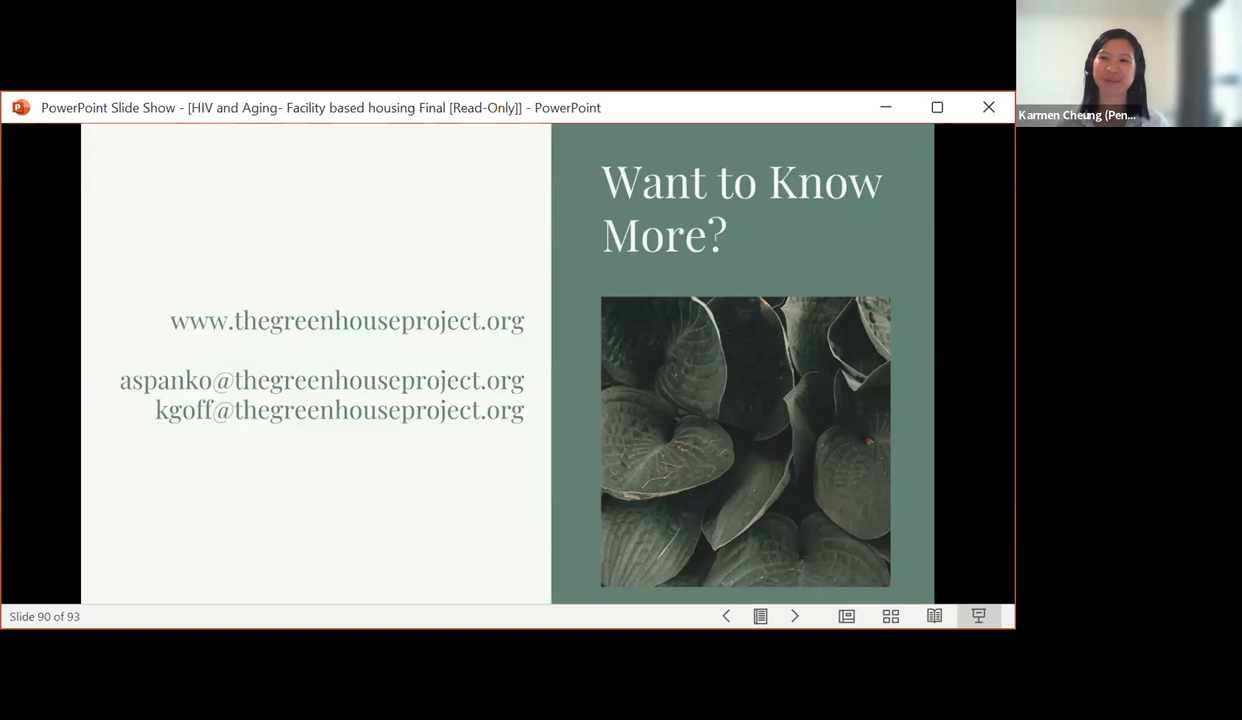 PowerPoint Slide Show - [HIV and Aging- Facility based housing Final [Read-Only]] - PowerPoint
Karmen Cheung (Pen...
Want to Know
More?
www.thegreenhouseproject.org
aspanko@thegreenhouseproject.org
kgoff@thegreenhouseproject.org
Slide 90 of 93